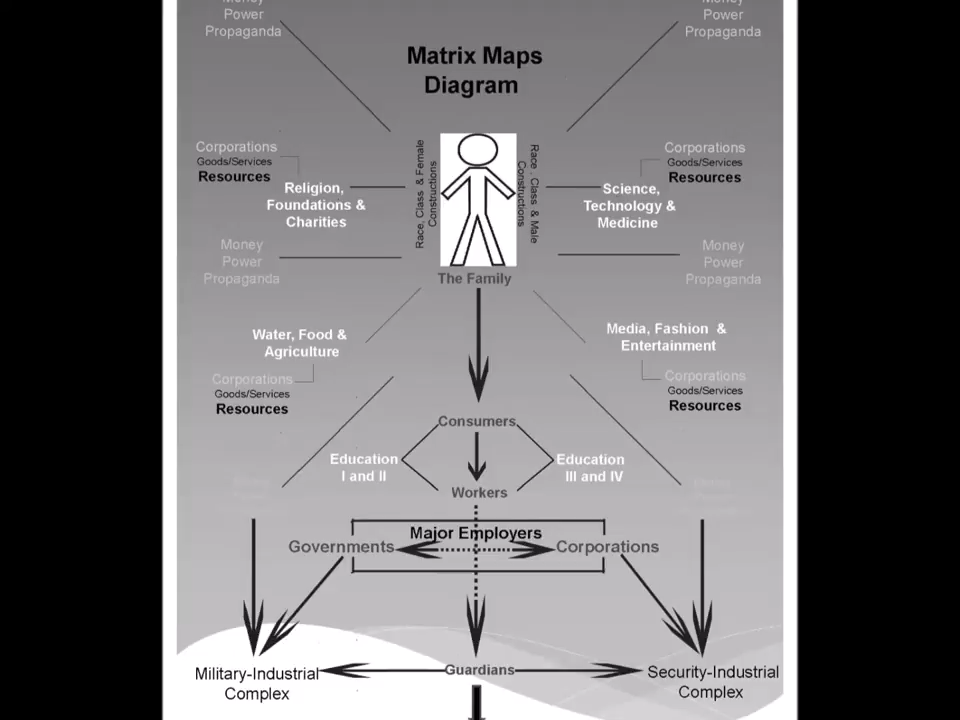 Money
Power
Propaganda
Money
Power
Propaganda
Matrix Maps
Diagram
Corporations
Goods/Services
Resources
Religion,
Foundations &
Charities
Race, Class & Female
Constructions
Race , Class & Male
Constructions
Corporations
Goods/Services
Resources
Science,
Technology &
Medicine
Money
Power
Propaganda
The Family
Money
Power
Propaganda
Water, Food &
Agriculture
Corporations
Goods/Services
Resources
Media, Fashion &
Entertainment
Corporations
Goods/Services
Resources
Consumers
Education
I and II
Education
III and IV
Workers
Major Employers
Governments
Corporations
Military-Industrial
Complex
Guardians
Security-Industrial
Complex